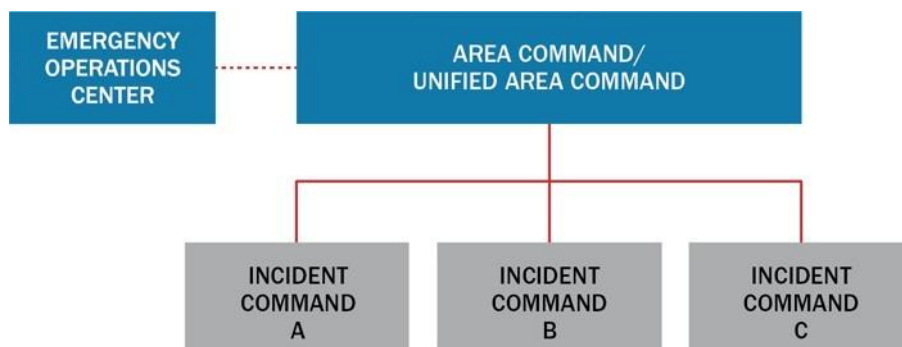 EMERGENCY
OPERATIONS
CENTER
AREA COMMAND/
UNIFIED AREA COMMAND
INCIDENT
COMMAND
A
INCIDENT
COMMAND
B
INCIDENT
COMMAND
C